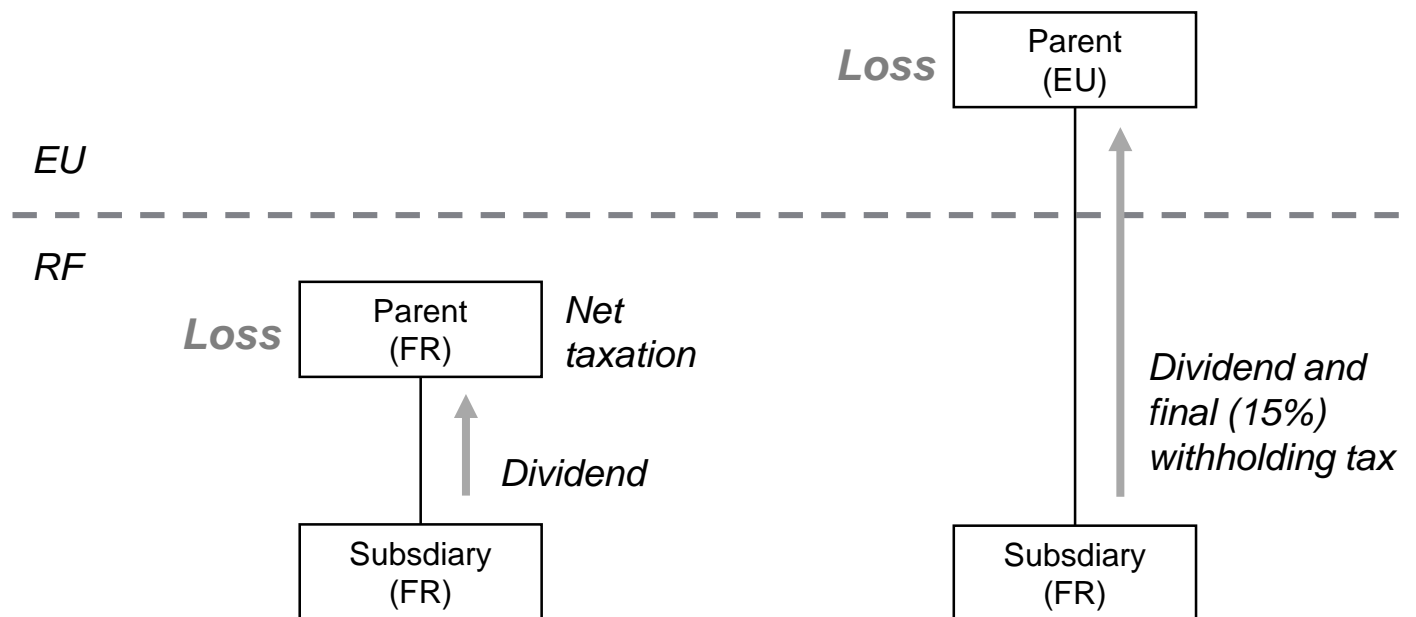 Parent
(EU)
Loss
EU
RF
Parent
(FR)
Loss
Net
taxation
Dividend
Dividend and
final (15%)
withholding tax
Subsdiary
(FR)
Subsdiary
(FR)